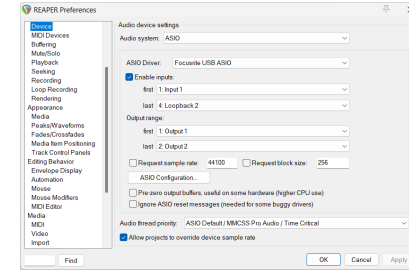 REAPER Preferences
Device
MIDI Devices
Buffering
Mute/Solo
Playback
Seeking
Recording
Loop Recording
Rendering
Appearance
Media
Peaks/Waveforms
Fades/Crossfades
Media Item Positioning
Track Control Panels
Editing Behavior
Envelope Display
Automation
Mouse
Mouse Modifiers
MIDI Editor
Media
MIDI
Video
Import
Find
Audio device settings
Audio system: ASIO
ASIO Driver: Focusrite USB ASIO
Enable inputs:
first 1: Input 1
last 4: Loopback 2
Output range:
first 1: Output 1
last 2: Output 2
Request sample rate: 44100 Request block size: 256
ASIO Configuration...
Pre-zero output buffers, useful on some hardware (higher CPU use)
Ignore ASIO reset messages (needed for some buggy drivers)
Audio thread priority: ASIO Default / MMCSS Pro Audio / Time Critical
Allow projects to override device sample rate
OK Cancel Apply